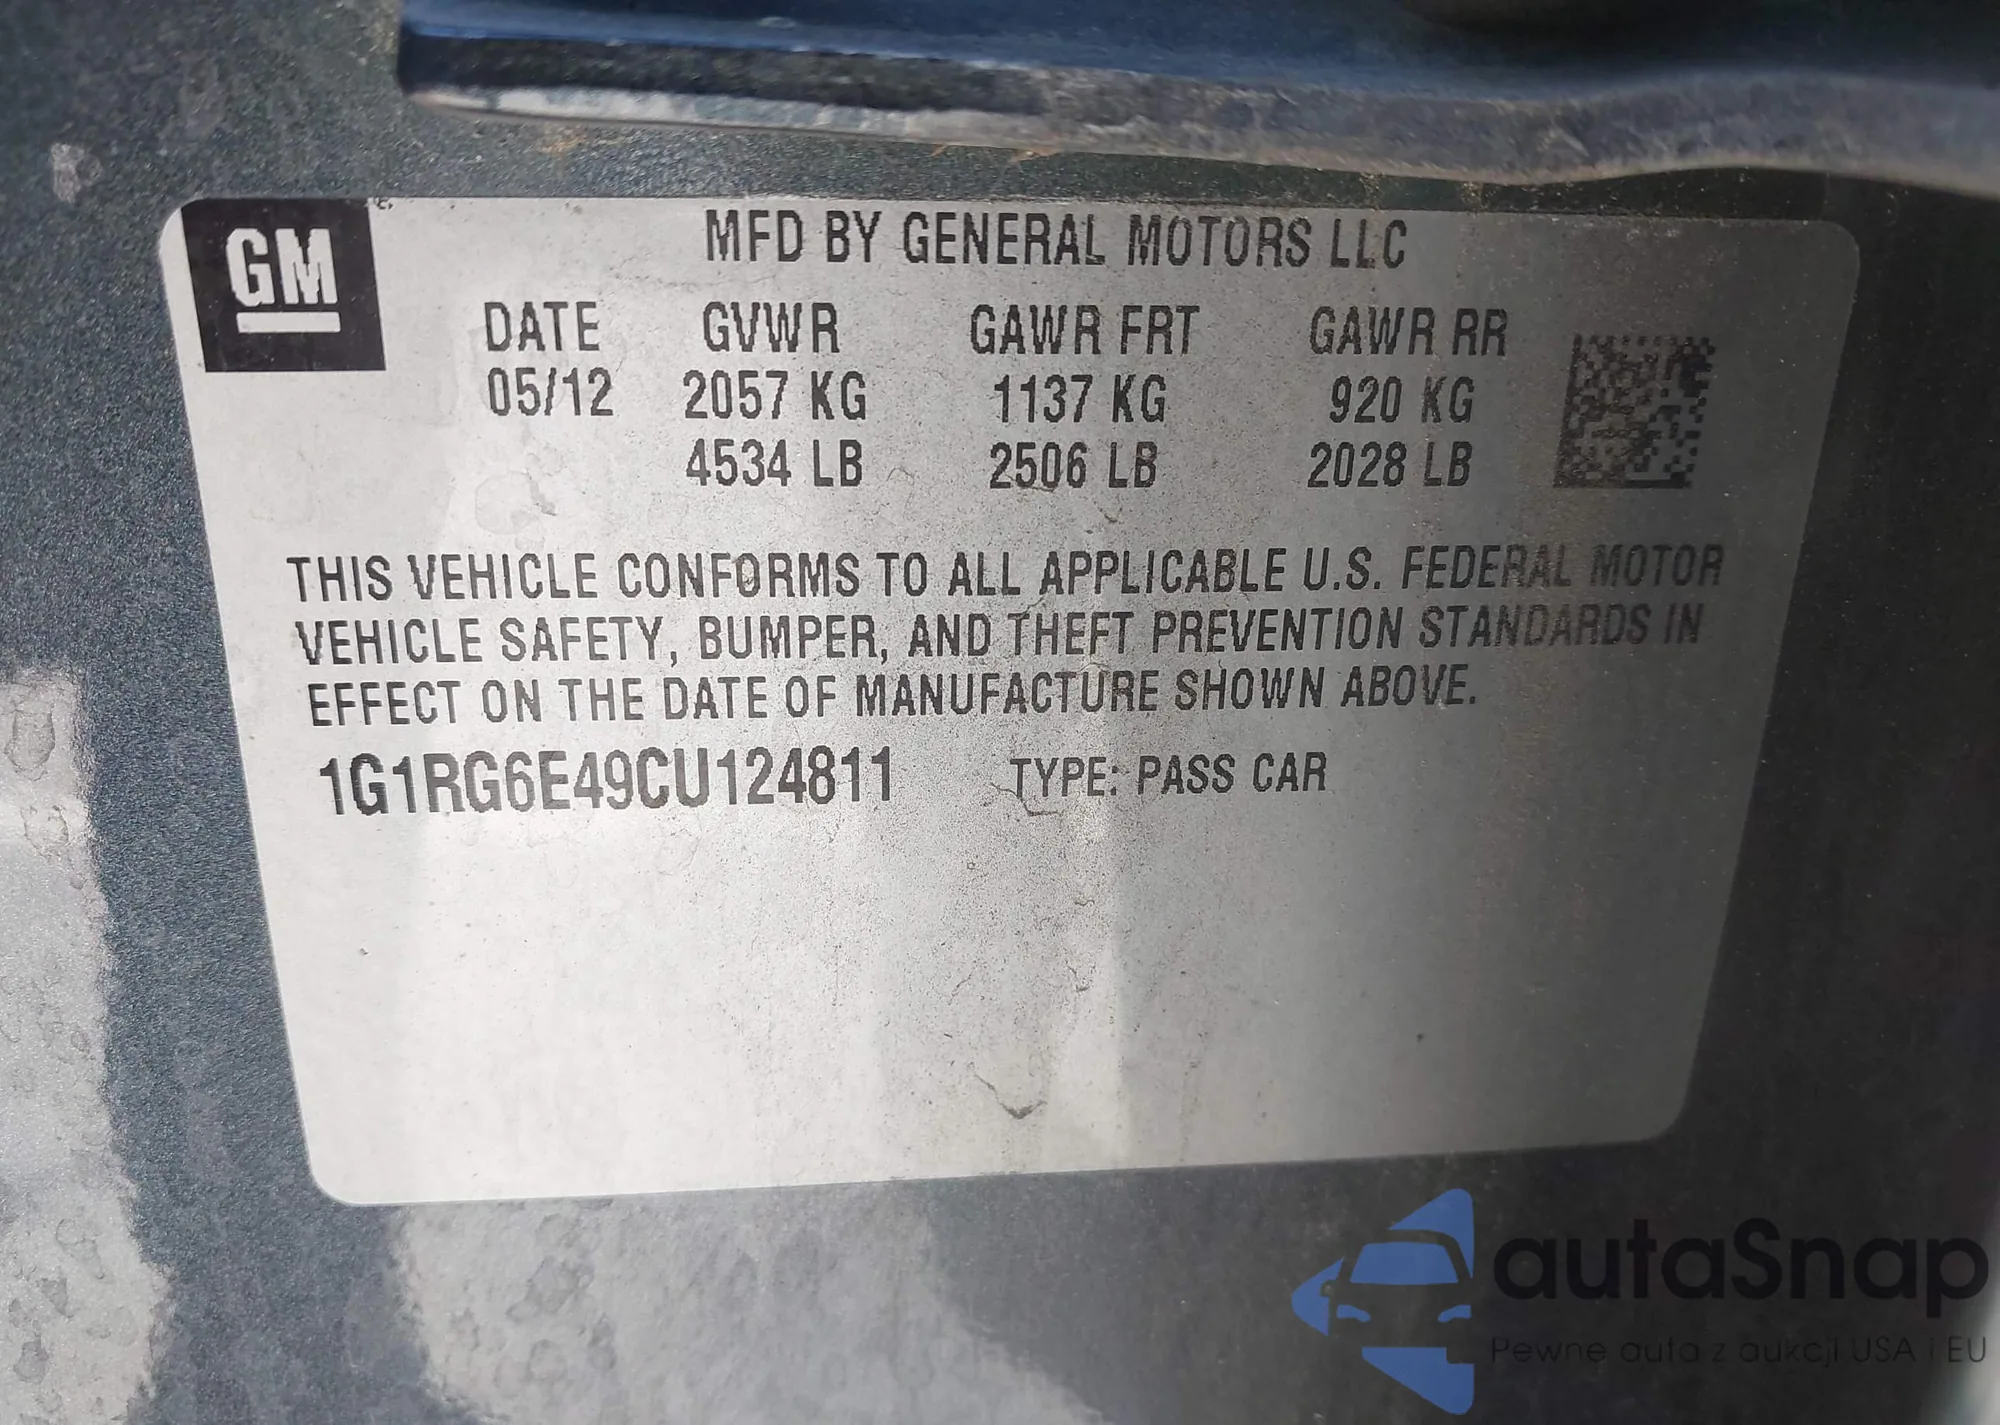 GM
MFD BY GENERAL MOTORS LLC
DATE GVWR GAWR FRT GAWR RR
05/12 2057 KG 1137 KG 920 KG
4534 LB 2506 LB 2028 LB
THIS VEHICLE CONFORMS TO ALL APPLICABLE U.S. FEDERAL MOTOR
VEHICLE SAFETY, BUMPER, AND THEFT PREVENTION STANDARDS IN
EFFECT ON THE DATE OF MANUFACTURE SHOWN ABOVE.
1G1RG6E49CU124811 TYPE: PASS CAR
autaSnap
Pewne auta z aukcji USA i EU